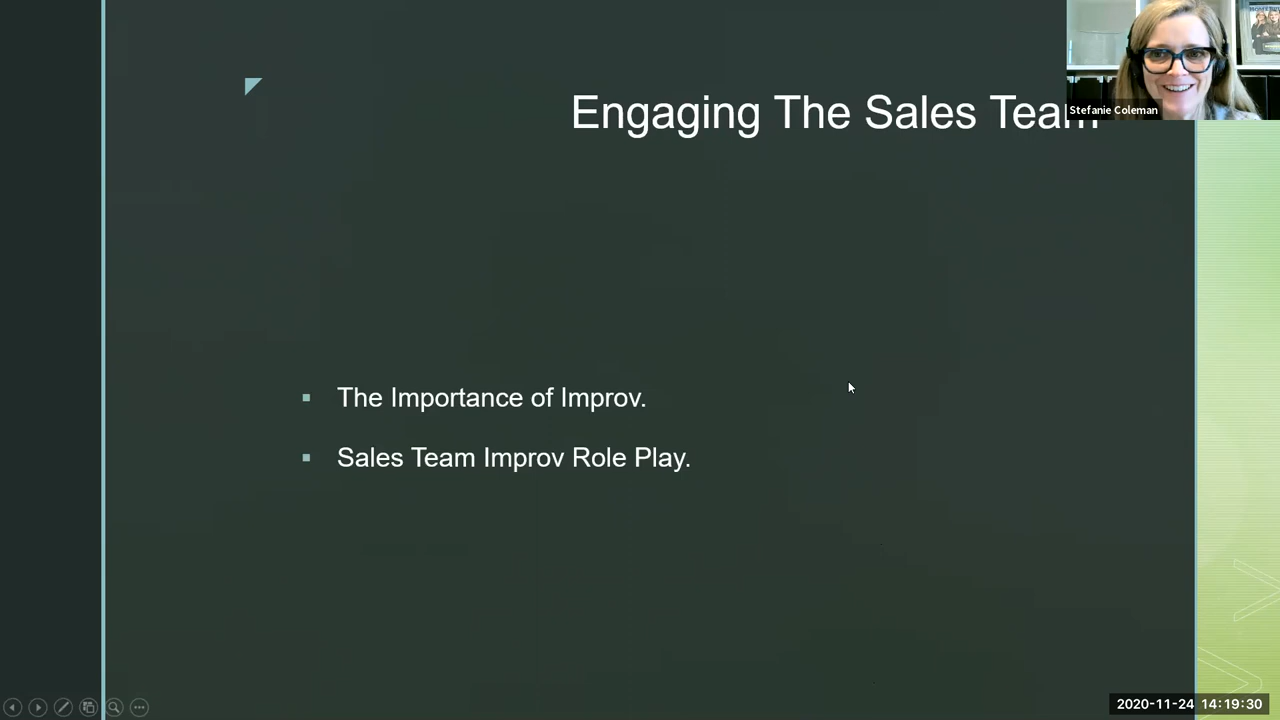 Engaging The Sales Team
Stefanie Coleman
The Importance of Improv.
Sales Team Improv Role Play.
2020-11-24 14:19:30